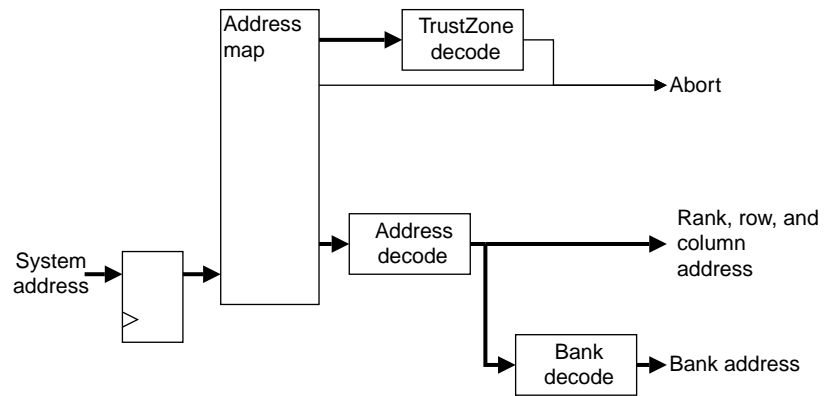 Address
map
TrustZone
decode
Abort
Address
decode
Rank, row, and
column
address
System
address
Bank
decode
Bank address